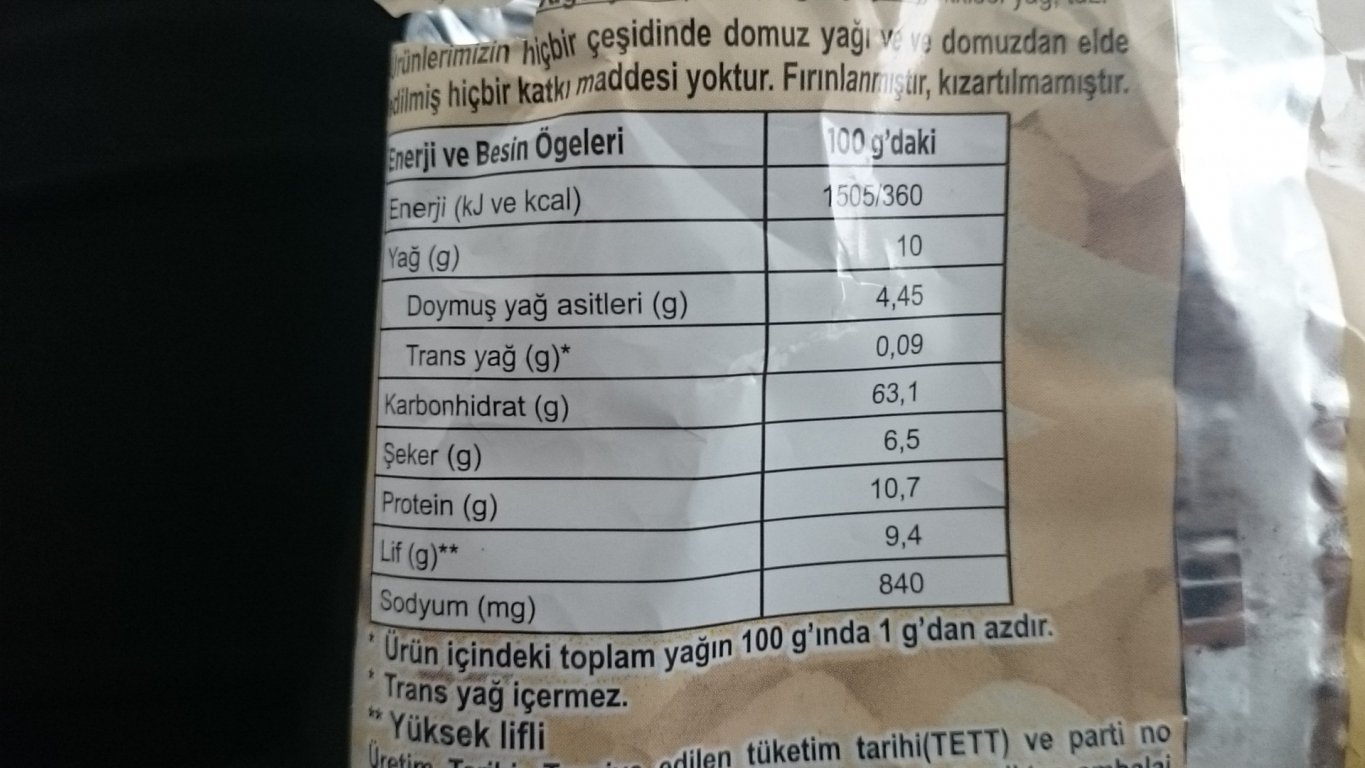 Ürünlerimizin hiçbir çeşidinde domuz yağı ve ve domuzdan elde
edilmiş hiçbir katkı maddesi yoktur. Fırınlanmıştır, kızartılmamıştır.
Enerji ve Besin Ögeleri 100 g'daki
Enerji (kJ ve kcal) 1505/360
Yağ (g) 10
Doymuş yağ asitleri (g) 4,45
Trans yağ (g)* 0,09
Karbonhidrat (g) 63,1
Şeker (g) 6,5
Protein (g) 10,7
Lif (g)** 9,4
Sodyum (mg) 840
* Ürün içindeki toplam yağın 100 g'ında 1 g'dan azdır.
* Trans yağ içermez.
** Yüksek lifli
Üretim edilen tüketim tarihi(TETT) ve parti no